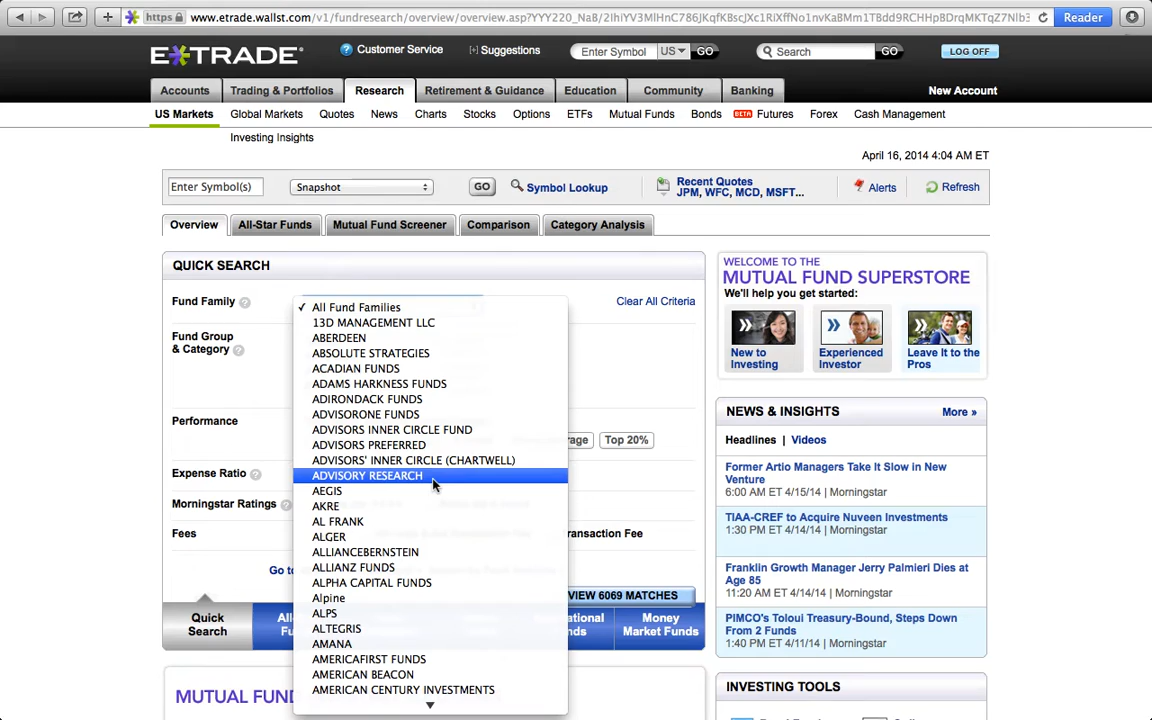 https www.etrade.wallst.com/v1/fundresearch/overview/overview.asp?YYY220_NaB/2IhiYV3MlHnC786JKqfKBscJXc1RiXffNo1nvKaBMm1TBdd9RCHHpBDrqMKTqZ7Nlb3 Reader
E*TRADE Customer Service [+] Suggestions Enter Symbol US GO Search GO LOG OFF
Accounts Trading & Portfolios Research Retirement & Guidance Education Community Banking New Account
US Markets Global Markets Quotes News Charts Stocks Options ETFs Mutual Funds Bonds BETA Futures Forex Cash Management
Investing Insights
April 16, 2014 4:04 AM ET
Enter Symbol(s) Snapshot GO Symbol Lookup Recent Quotes Alerts Refresh
JPM, WFC, MCD, MSFT...
Overview All-Star Funds Mutual Fund Screener Comparison Category Analysis
QUICK SEARCH
Fund Family ? Clear All Criteria
Fund Group
& Category ?
Performance
age Top 20%
Expense Ratio ?
Morningstar Ratings ?
Fees ransaction Fee
Go to
VIEW 6069 MATCHES
✓ All Fund Families
13D MANAGEMENT LLC
ABERDEEN
ABSOLUTE STRATEGIES
ACADIAN FUNDS
ADAMS HARKNESS FUNDS
ADIRONDACK FUNDS
ADVISORONE FUNDS
ADVISORS INNER CIRCLE FUND
ADVISORS PREFERRED
ADVISORS' INNER CIRCLE (CHARTWELL)
ADVISORY RESEARCH
AEGIS
AKRE
AL FRANK
ALGER
ALLIANCEBERNSTEIN
ALLIANZ FUNDS
ALPHA CAPITAL FUNDS
Alpine
ALPS
ALTEGRIS
AMANA
AMERICAFIRST FUNDS
AMERICAN BEACON
AMERICAN CENTURY INVESTMENTS
Quick
Search
All-
Fu
ational
nds
Money
Market Funds
MUTUAL FUND
WELCOME TO THE
MUTUAL FUND SUPERSTORE
We'll help you get started:
New to
Investing
Experienced
Investor
Leave It to the
Pros
NEWS & INSIGHTS More »
Headlines | Videos
Former Artio Managers Take It Slow in New
Venture
6:00 AM ET 4/15/14 | Morningstar
TIAA-CREF to Acquire Nuveen Investments
1:30 PM ET 4/14/14 | Morningstar
Franklin Growth Manager Jerry Palmieri Dies at
Age 85
11:20 AM ET 4/14/14 | Morningstar
PIMCO's Toloui Treasury-Bound, Steps Down
From 2 Funds
1:40 PM ET 4/11/14 | Morningstar
INVESTING TOOLS